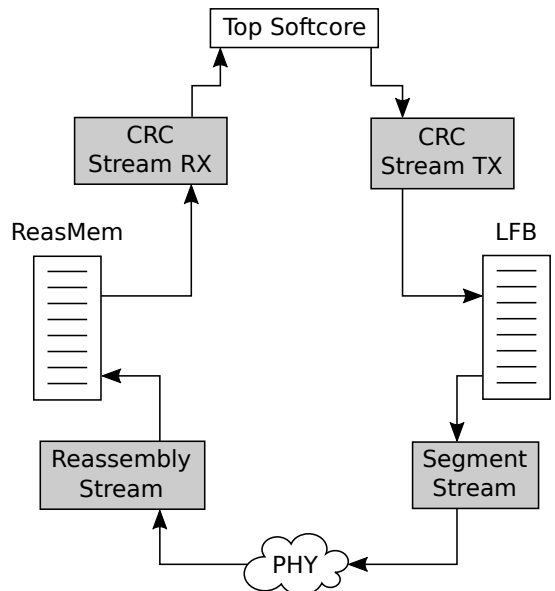 Top Softcore
CRC
Stream RX
CRC
Stream TX
ReasMem
LFB
Reassembly
Stream
Segment
Stream
PHY